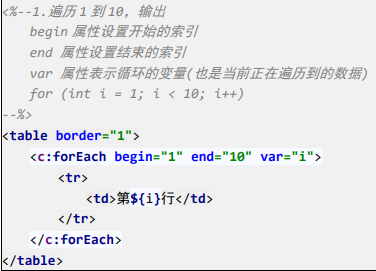 <%--1.遍历 1 到 10, 输出
begin 属性设置开始的索引
end 属性设置结束的索引
var 属性表示循环的变量(也是当前正在遍历到的数据)
for (int i = 1; i < 10; i++)
--%>
<table border="1">
<c:forEach begin="1" end="10" var="i">
<tr>
<td>第${i}行</td>
</tr>
</c:forEach>
</table>